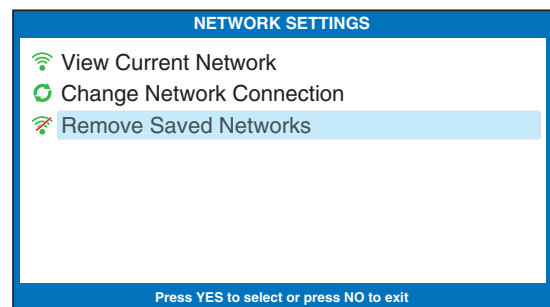 NETWORK SETTINGS
View Current Network
Change Network Connection
Remove Saved Networks
Press YES to select or press NO to exit